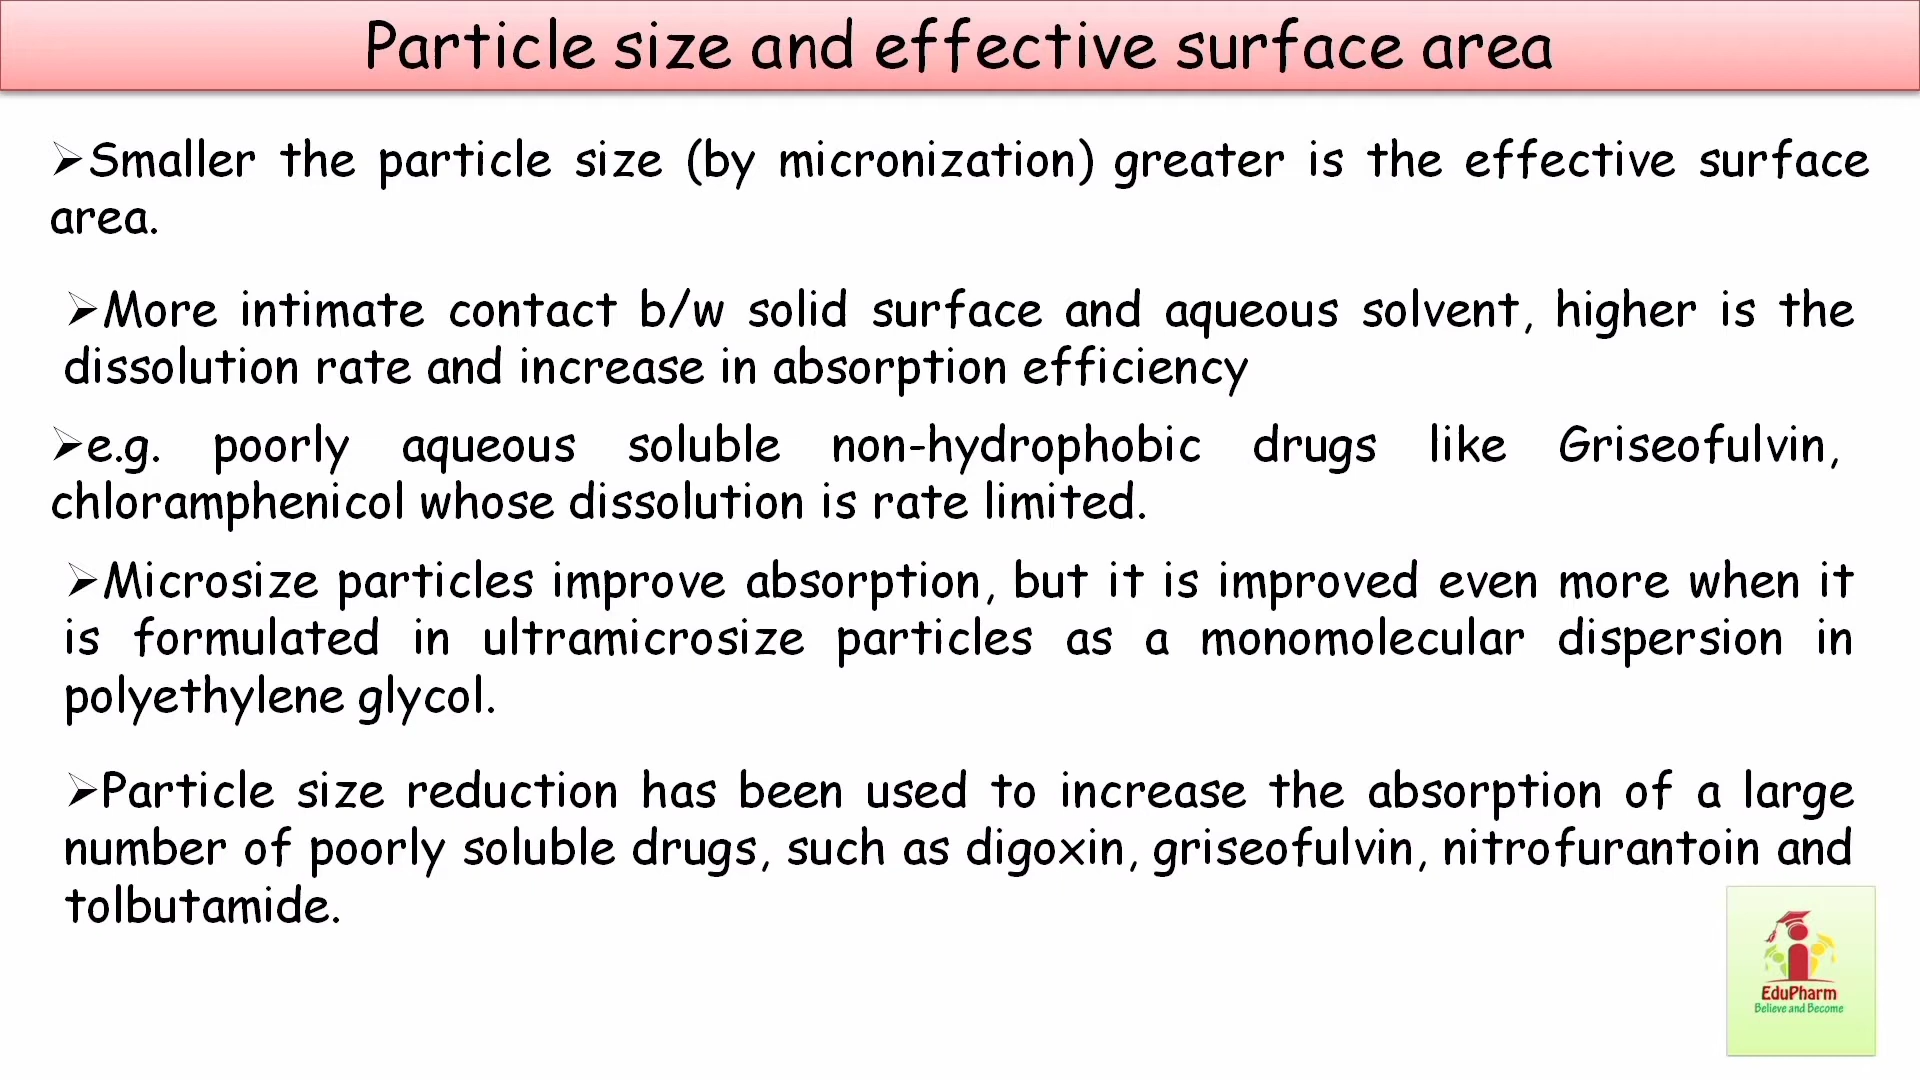 Particle size and effective surface area
➢Smaller the particle size (by micronization) greater is the effective surface
area.
➢More intimate contact b/w solid surface and aqueous solvent, higher is the
dissolution rate and increase in absorption efficiency
➢e.g. poorly aqueous soluble non-hydrophobic drugs like Griseofulvin,
chloramphenicol whose dissolution is rate limited.
➢Microsize particles improve absorption, but it is improved even more when it
is formulated in ultramicrosize particles as a monomolecular dispersion in
polyethylene glycol.
➢Particle size reduction has been used to increase the absorption of a large
number of poorly soluble drugs, such as digoxin, griseofulvin, nitrofurantoin and
tolbutamide.
EduPharm
Believe and Become